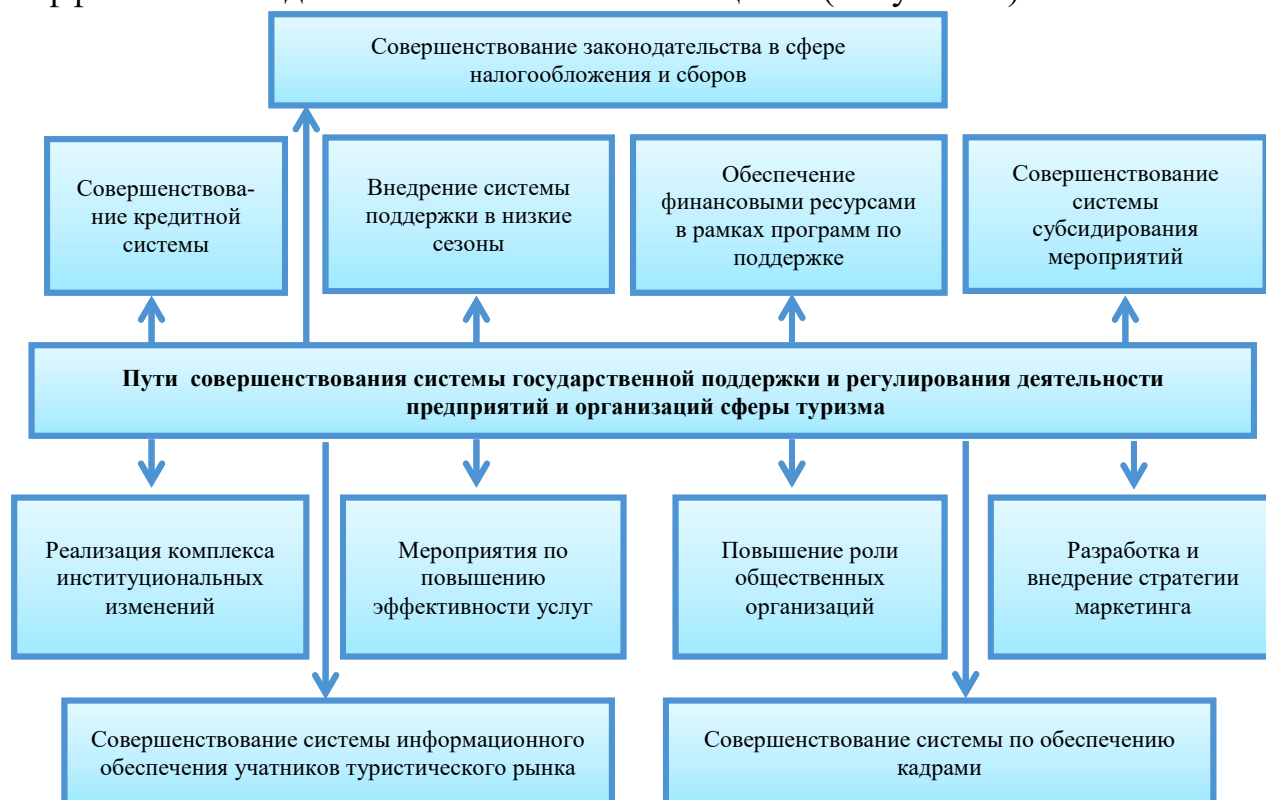 Совершенствование законодательства в сфере
налогообложения и сборов
Совершенствова-
ние кредитной
системы
Внедрение системы
поддержки в низкие
сезоны
Обеспечение
финансовыми ресурсами
в рамках программ по
поддержке
Совершенствование
системы
субсидирования
мероприятий
Пути совершенствования системы государственной поддержки и регулирования деятельности
предприятий и организаций сферы туризма
Реализация комплекса
институциональных
изменений
Мероприятия по
повышению
эффективности услуг
Повышение роли
общественных
организаций
Разработка и
внедрение стратегии
маркетинга
Совершенствование системы информационного
обеспечения учатников туристического рынка
Совершенствование системы по обеспечению
кадрами